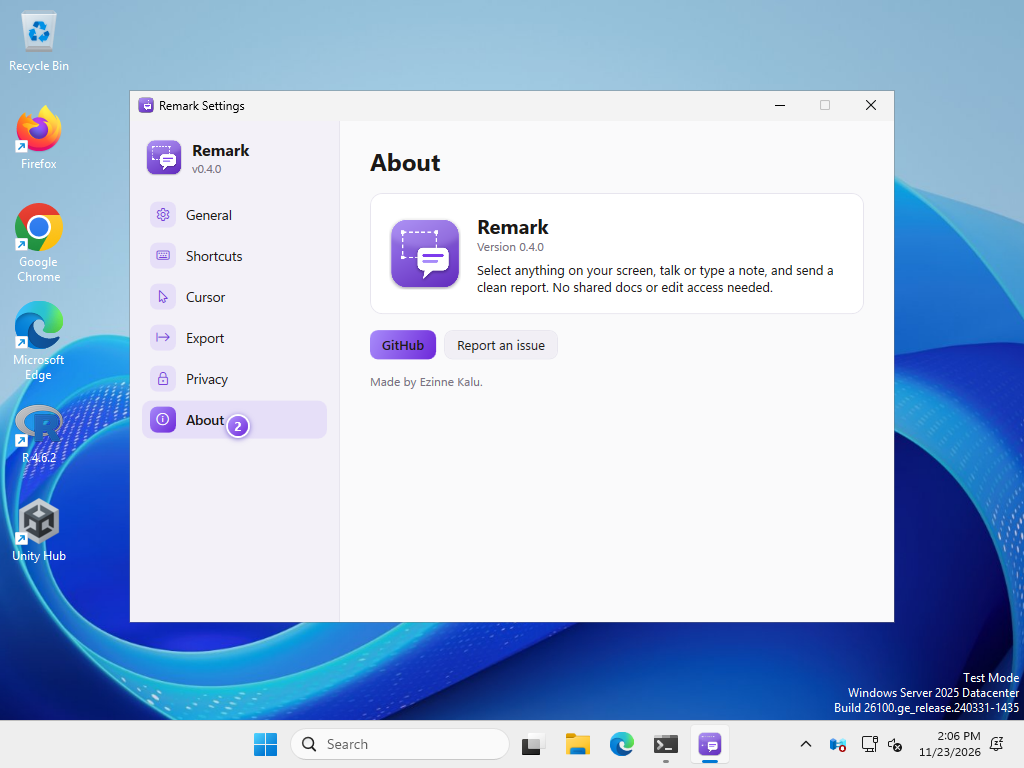 Recycle Bin
Firefox
Google
Chrome
Microsoft
Edge
R 4.6.2
Unity Hub
Remark Settings
Remark
v0.4.0
General
Shortcuts
Cursor
Export
Privacy
About
2
About
Remark
Version 0.4.0
Select anything on your screen, talk or type a note, and send a
clean report. No shared docs or edit access needed.
GitHub
Report an issue
Made by Ezinne Kalu.
Test Mode
Windows Server 2025 Datacenter
Build 26100.ge_release.240331-1435
Search
2:06 PM
11/23/2026